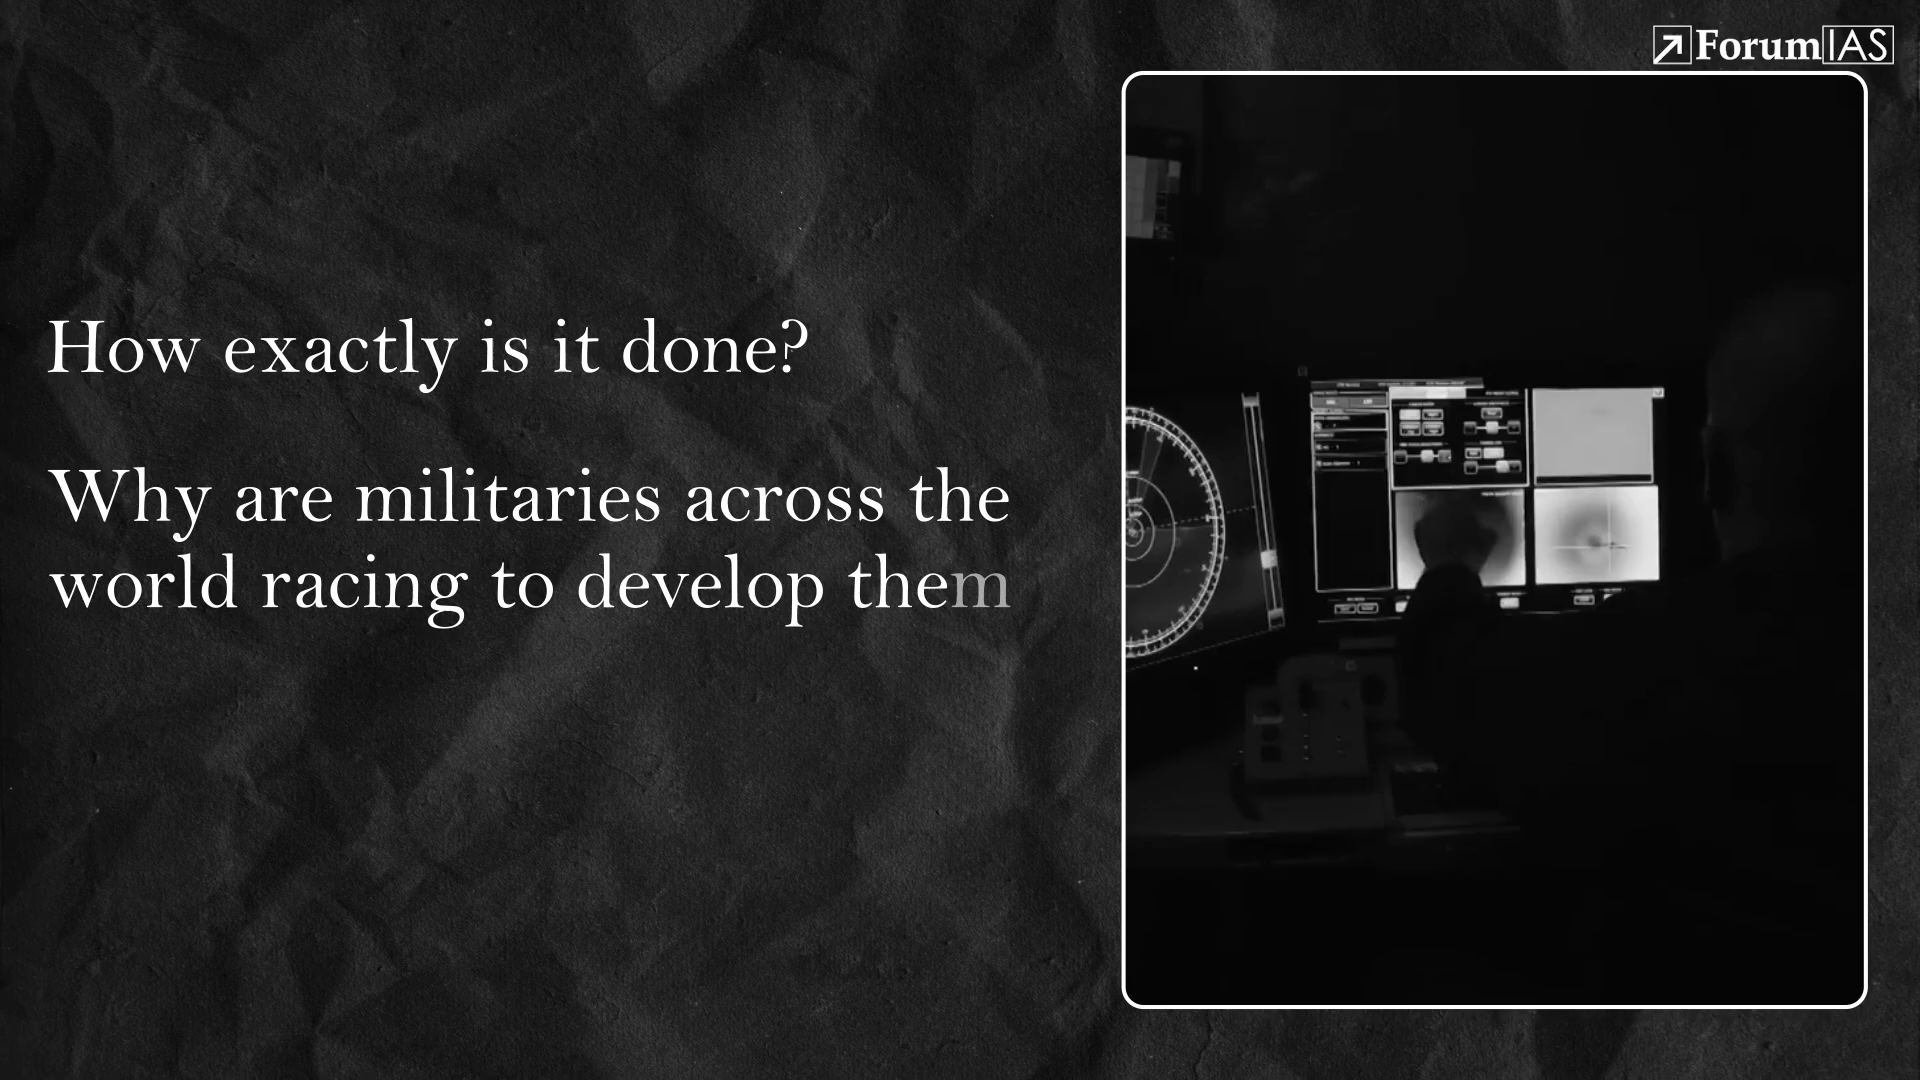 ForumIAS
How exactly is it done?
Why are militaries across the
world racing to develop them